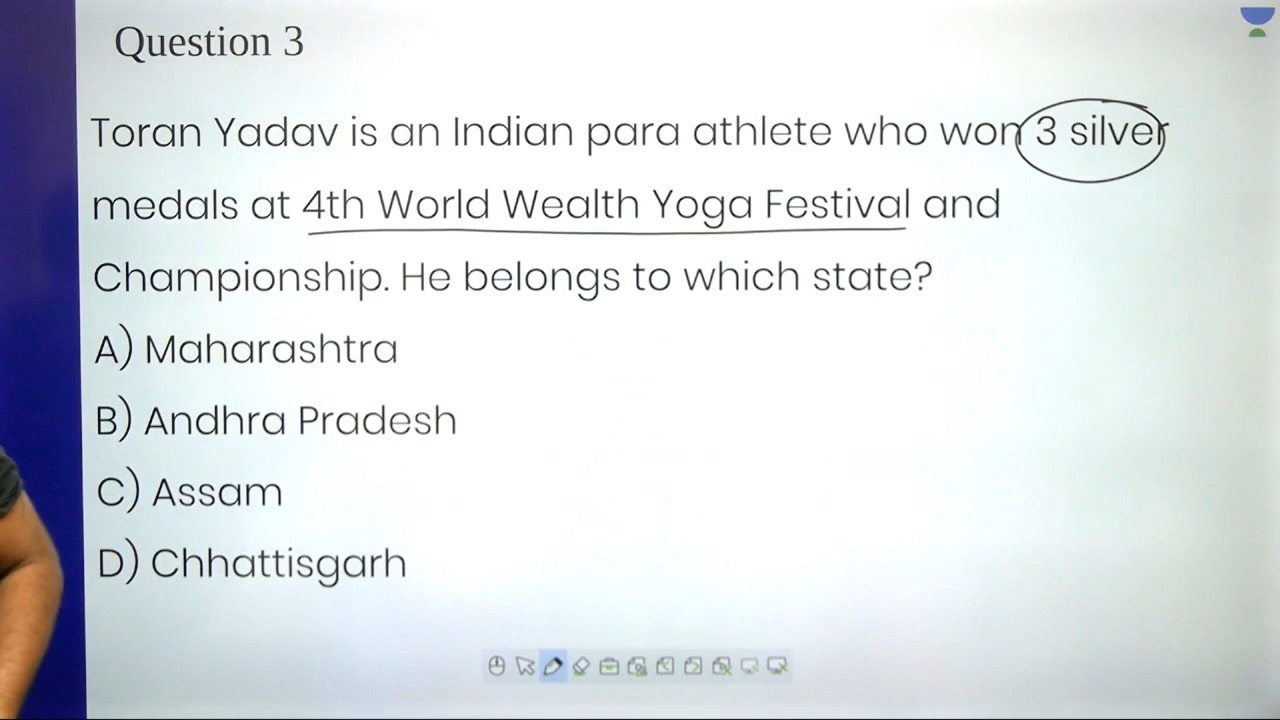 Question 3
Toran Yadav is an Indian para athlete who won 3 silver
medals at 4th World Wealth Yoga Festival and
Championship. He belongs to which state?
A) Maharashtra
B) Andhra Pradesh
C) Assam
D) Chhattisgarh